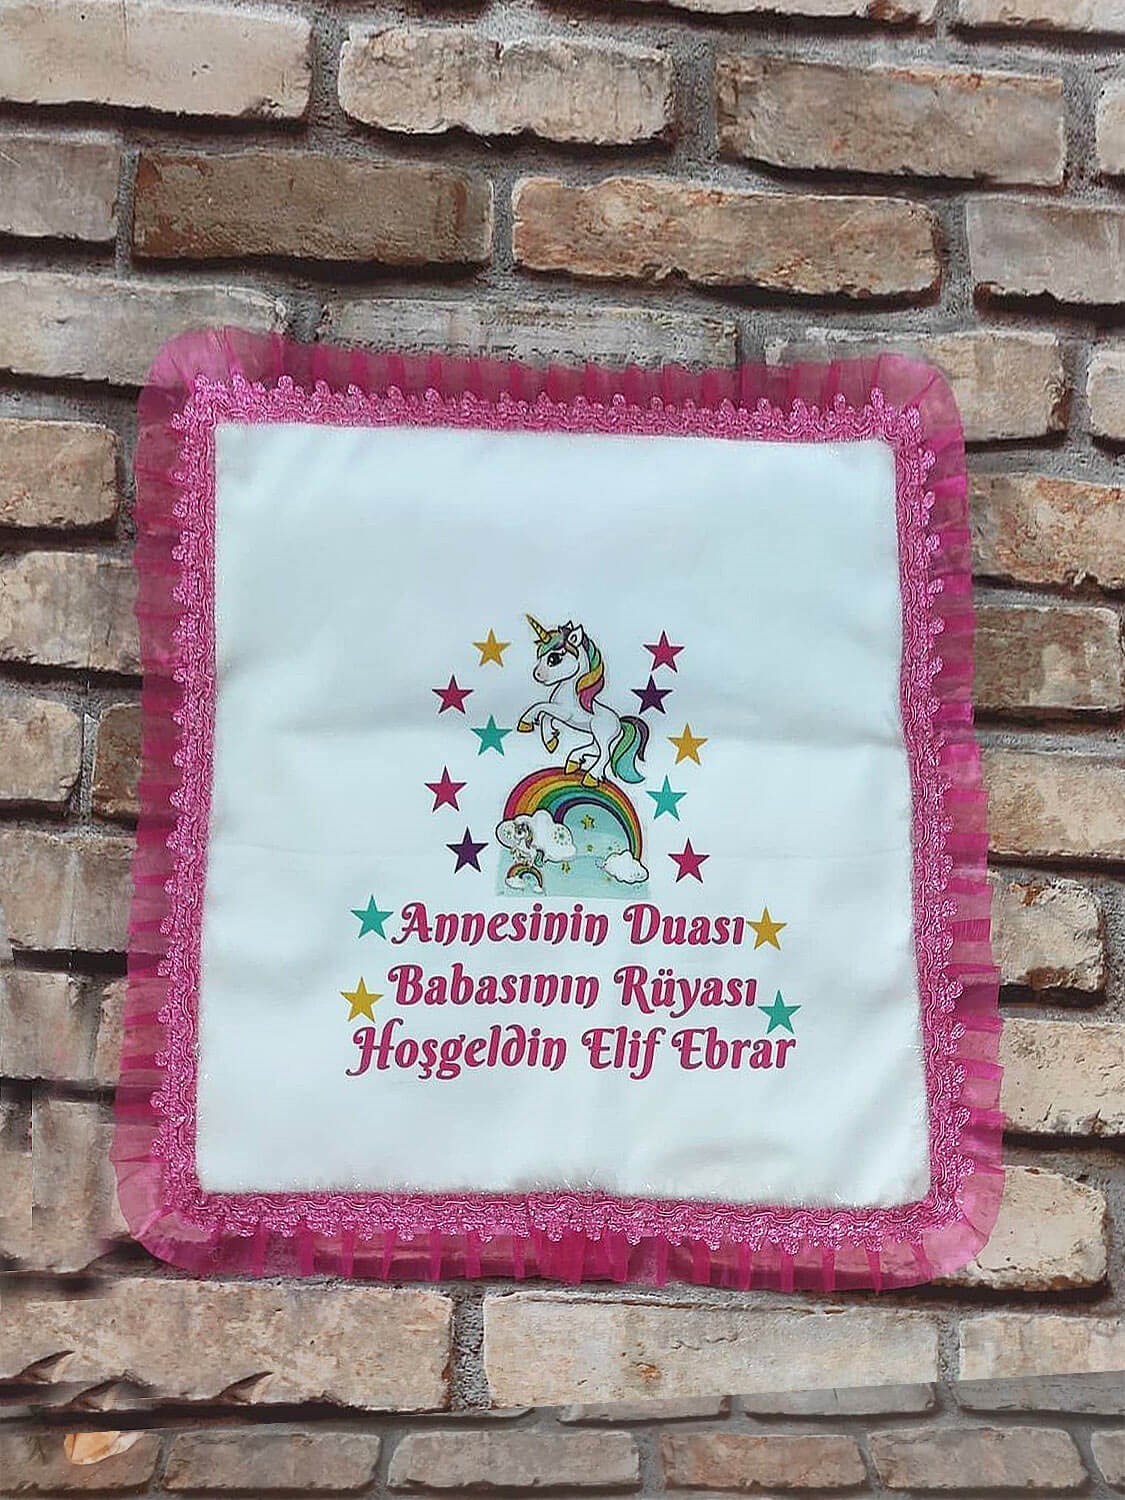 Annesinin Duası
Babasının Rüyası
Hoşgeldin Elif Ebrar